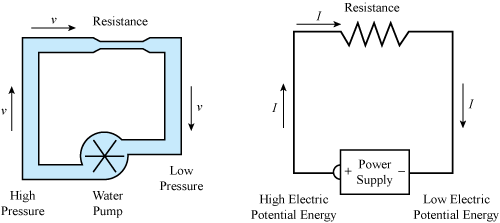 v
Resistance
v
v
High
Pressure
Water
Pump
Low
Pressure
Resistance
I
I
I
+ Power –
Supply
High Electric
Potential Energy
Low Electric
Potential Energy